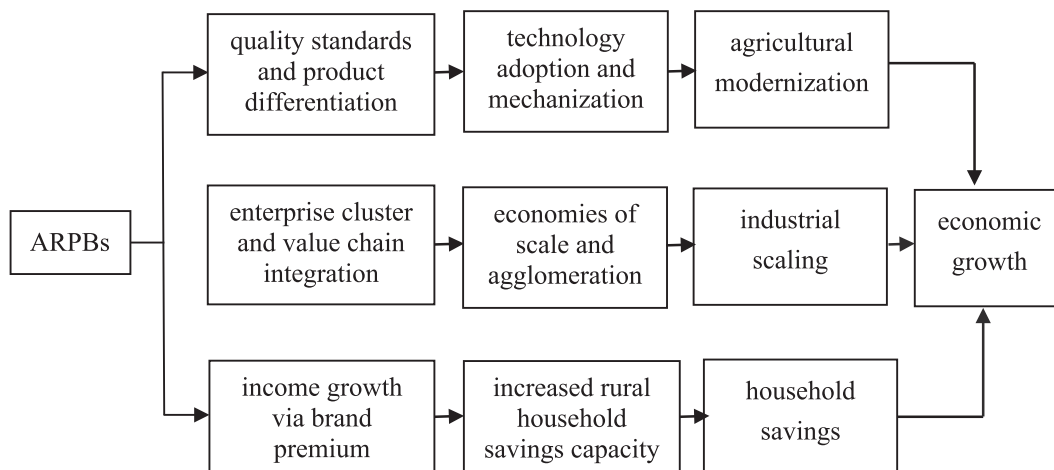 quality standards
and product
differentiation
technology
adoption and
mechanization
agricultural
modernization
ARPBs
enterprise cluster
and value chain
integration
economies of
scale and
agglomeration
industrial
scaling
economic
growth
income growth
via brand
premium
increased rural
household
savings capacity
household
savings